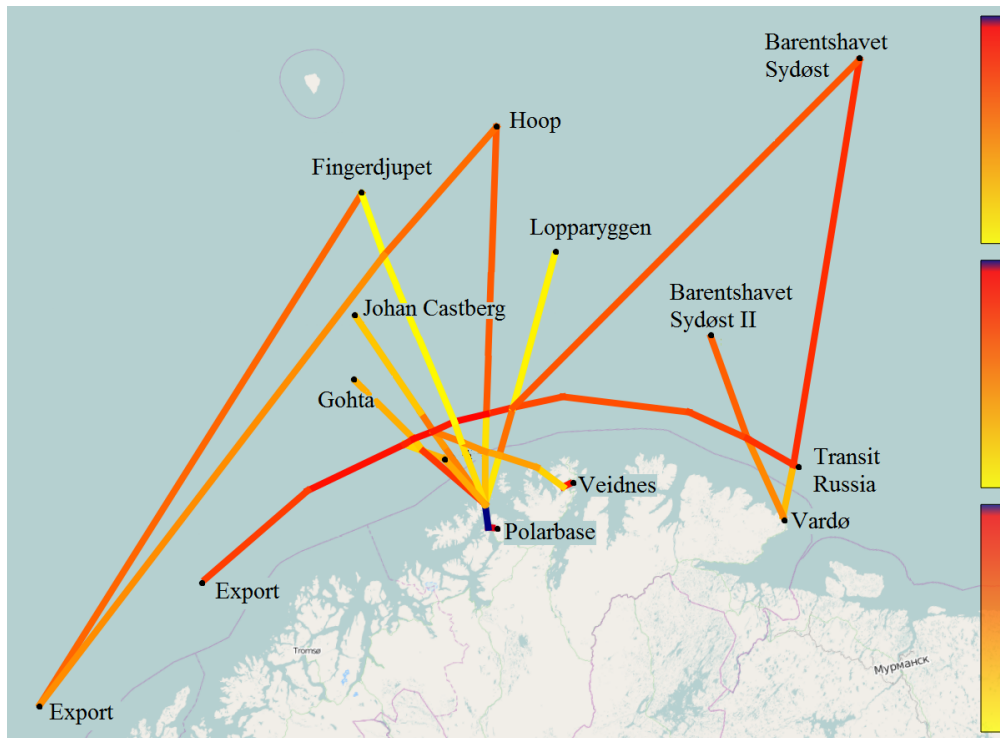 Barentshavet
Sydøst
Hoop
Fingerdjupet
Lopparyggen
Barentshavet
Sydøst II
Johan Castberg
Gohta
Transit
Russia
Veidnes
Vardø
Polarbase
Export
Tromsø
Мурманск
Export